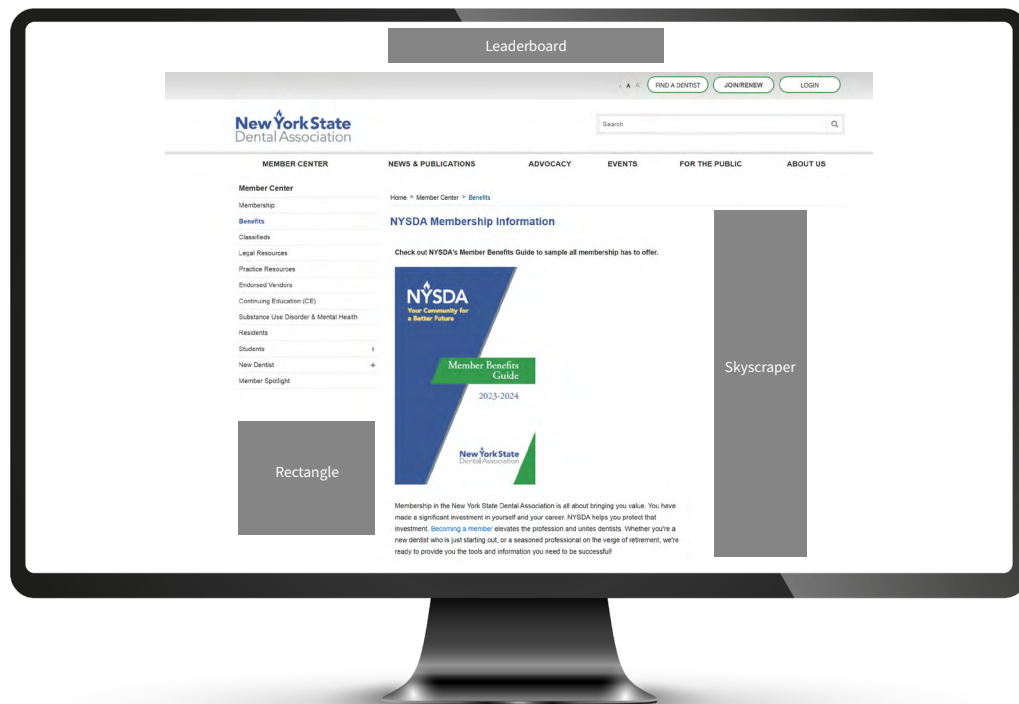 Leaderboard
A A A
FIND A DENTIST JOIN/RENEW LOGIN
New York State
Dental Association
Search
MEMBER CENTER NEWS & PUBLICATIONS ADVOCACY EVENTS FOR THE PUBLIC ABOUT US
Member Center
Membership
Benefits
Classifieds
Legal Resources
Practice Resources
Endorsed Vendors
Continuing Education (CE)
Substance Use Disorder & Mental Health
Residents
Students +
New Dentist +
Member Spotlight
Rectangle
Home > Member Center > Benefits
NYSDA Membership Information
Check out NYSDA's Member Benefits Guide to sample all membership has to offer.
NYSDA
Your Community for
a Better Future
Member Benefits
Guide
2023-2024
New York State
Dental Association
Membership in the New York State Dental Association is all about bringing you value. You have
made a significant investment in yourself and your career. NYSDA helps you protect that
investment. Becoming a member elevates the profession and unites dentists. Whether you're a
new dentist who is just starting out, or a seasoned professional on the verge of retirement, we're
ready to provide you the tools and information you need to be successful!
Skyscraper